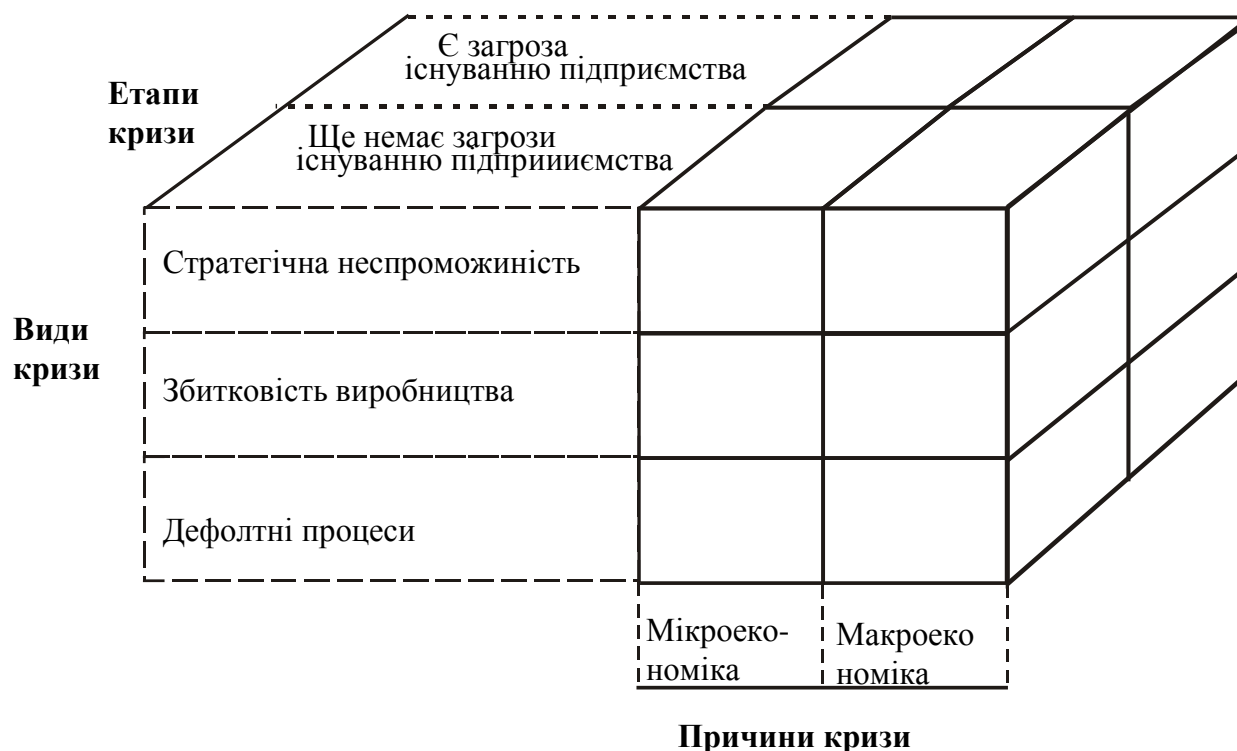 Є загроза
існуванню підприємства
Етапи
кризи
Ще немає загрози
існуванню підприииємства
Стратегічна неспроможиність
Види
кризи
Збитковість виробництва
Дефолтні процеси
Мікроеко-
номіка
Макроеко
номіка
Причини кризи